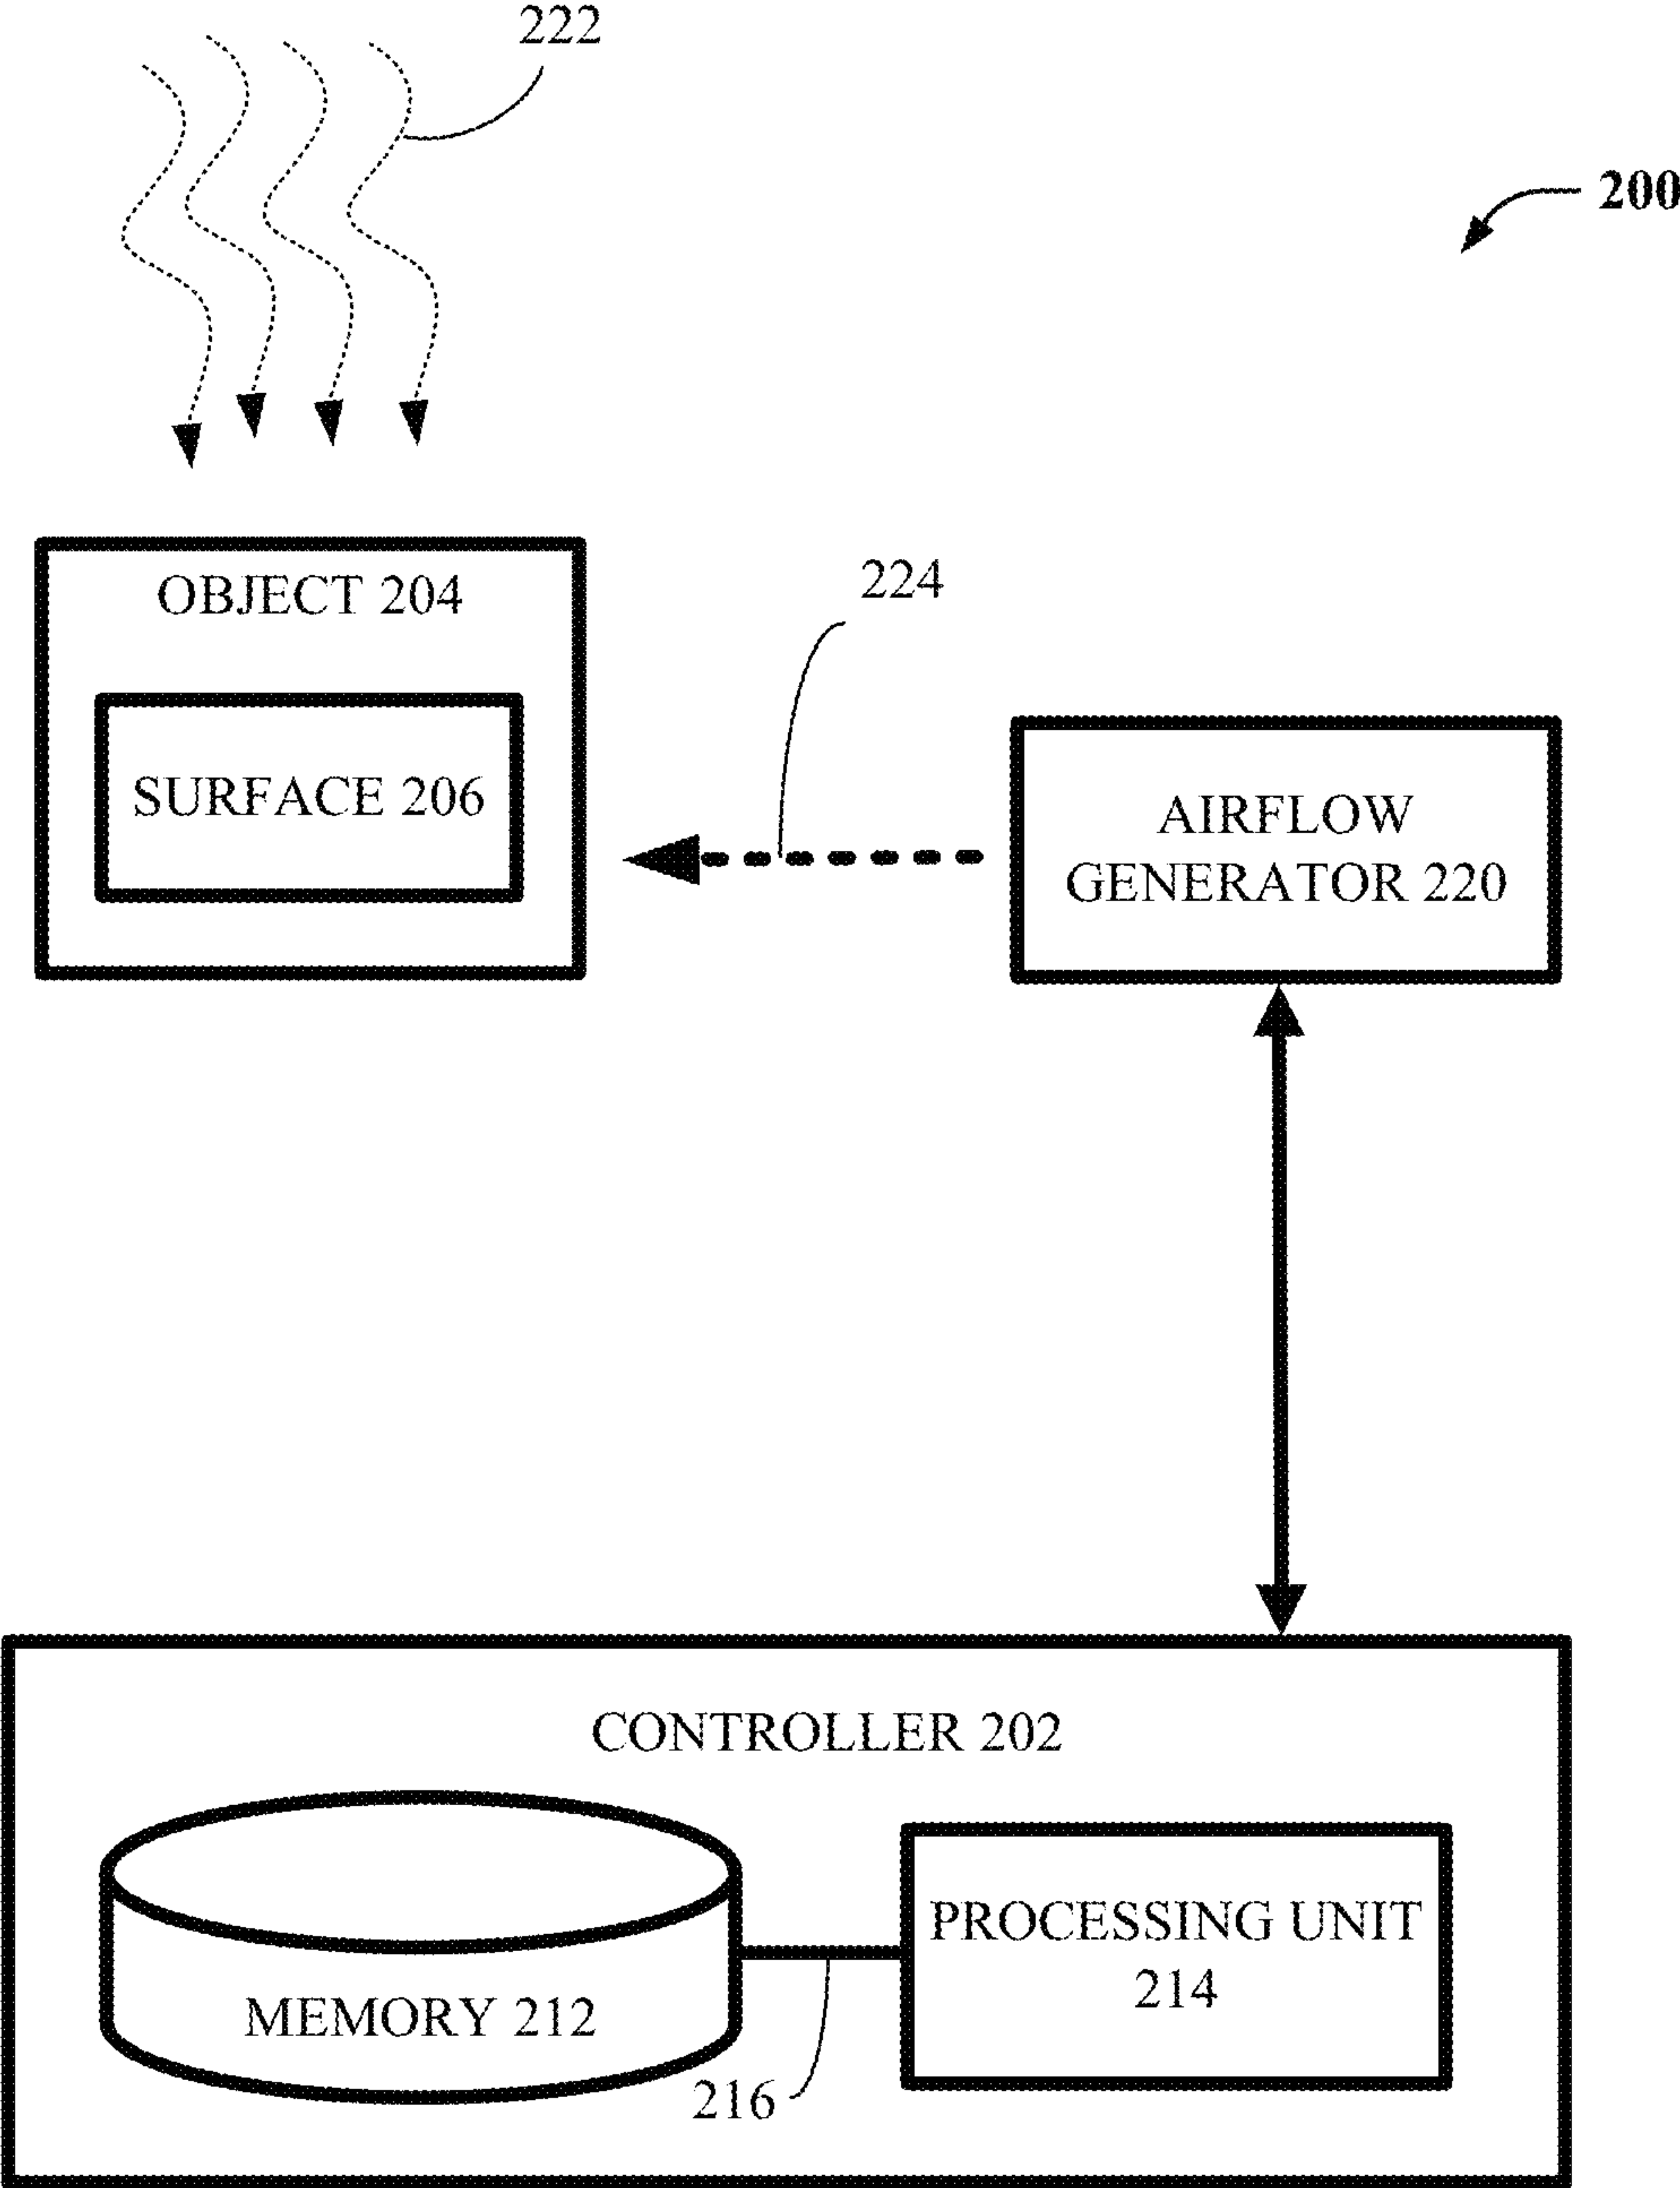 222
200
OBJECT 204
224
SURFACE 206
AIRFLOW
GENERATOR 220
CONTROLLER 202
PROCESSING UNIT
214
MEMORY 212
216